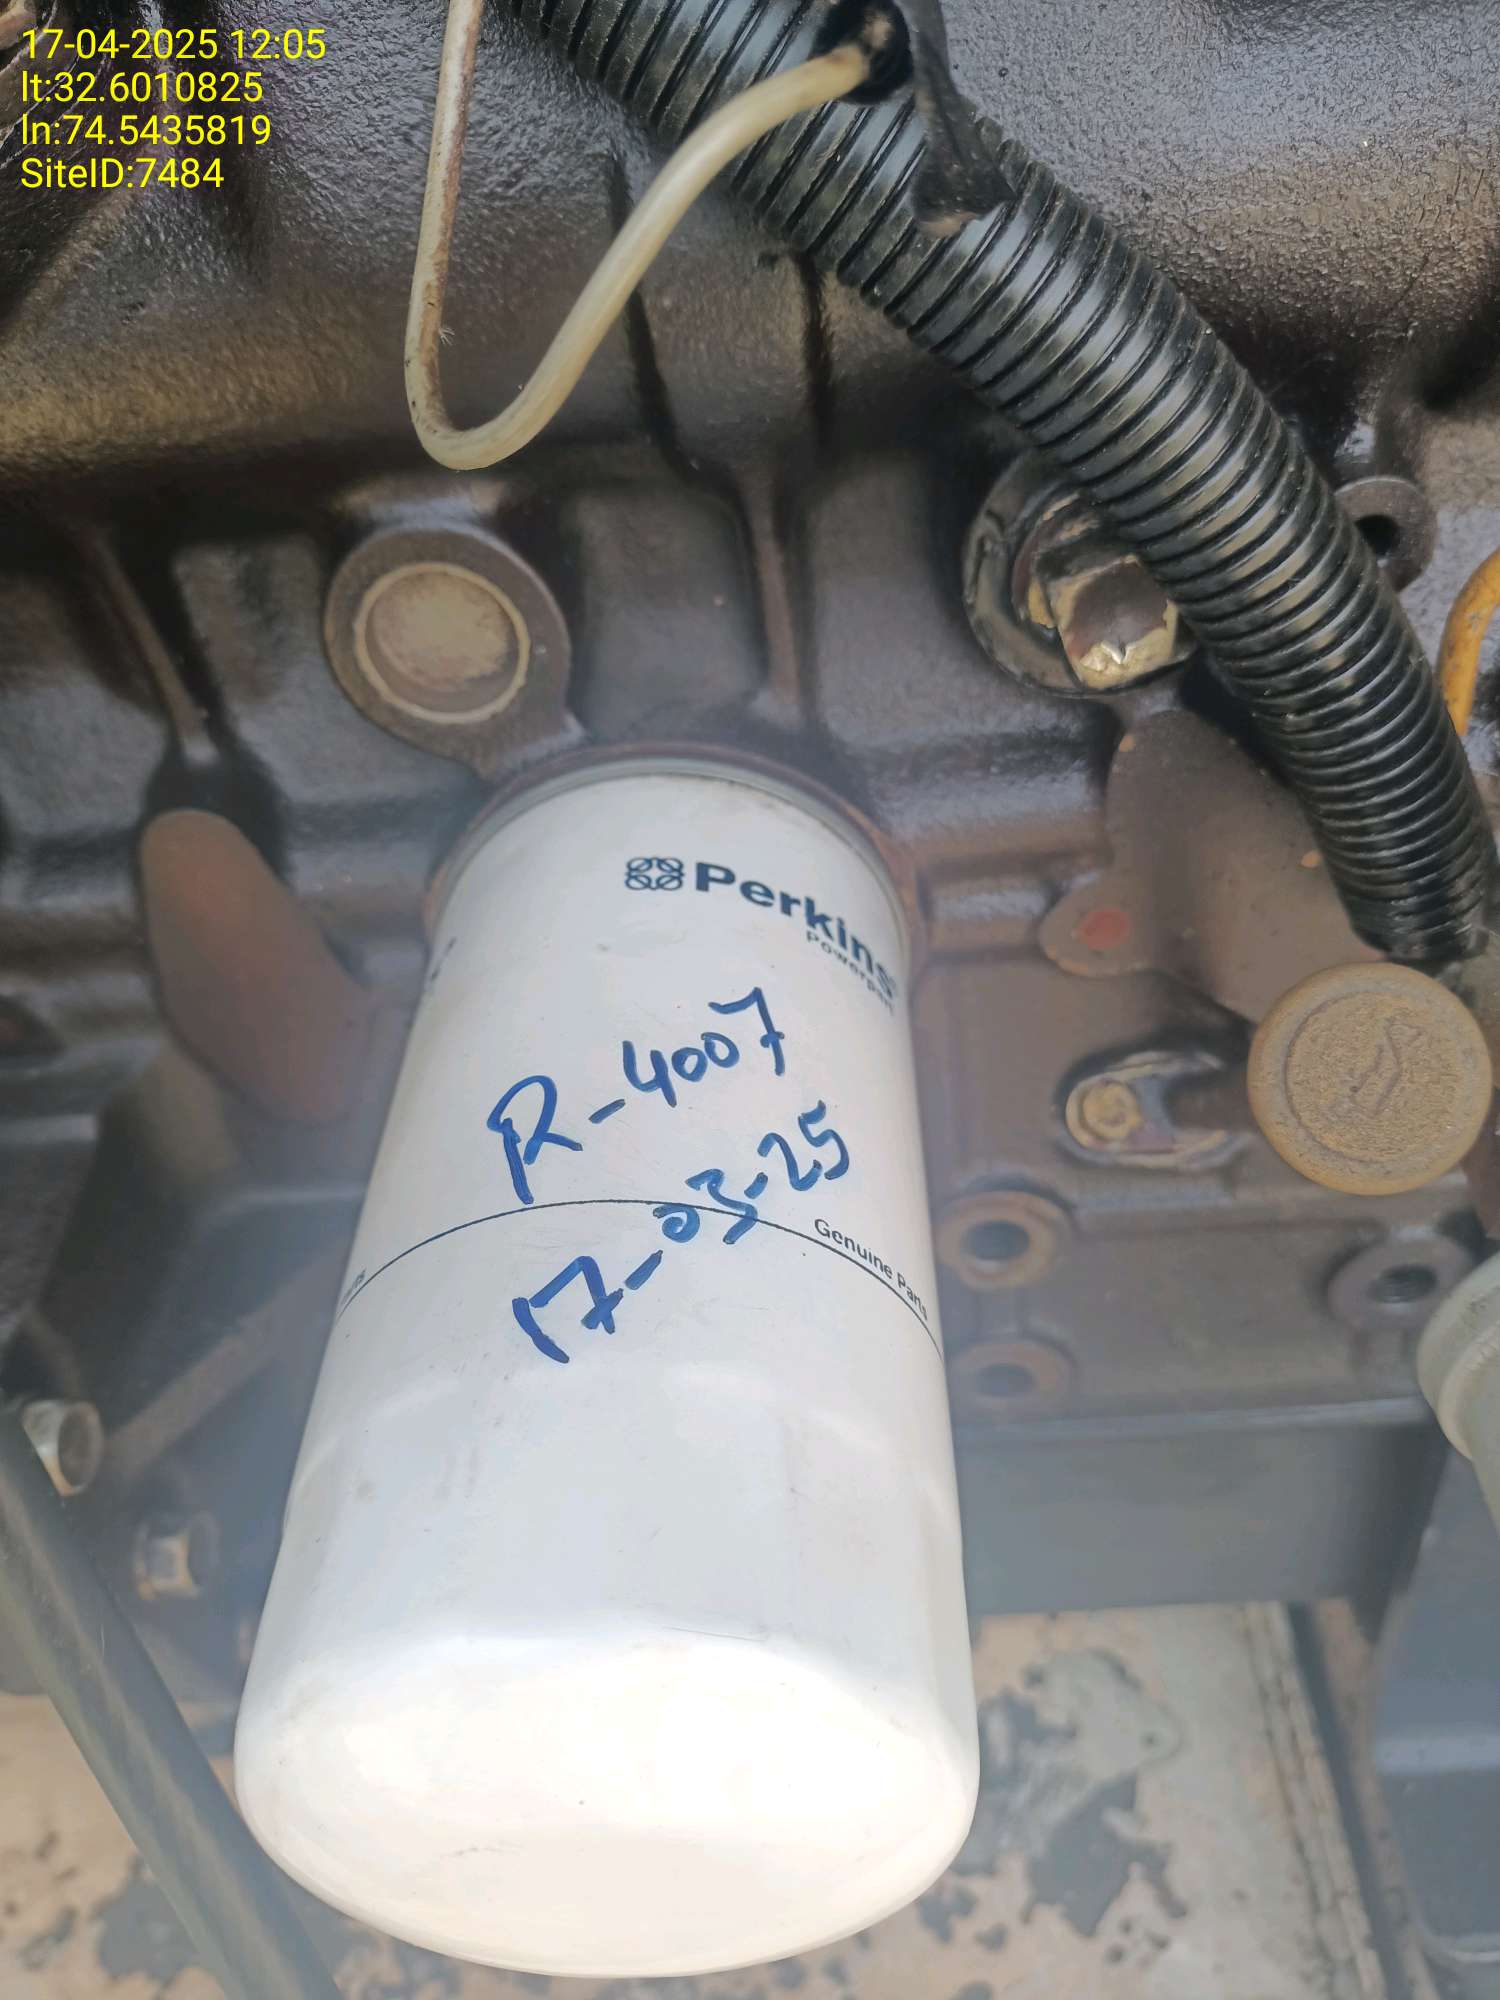 17-04-2025 12:05
lt:32.6010825
ln:74.5435819
SiteID:7484
Perkins
Powerpart
R-4007
17-03-25
Genuine Parts